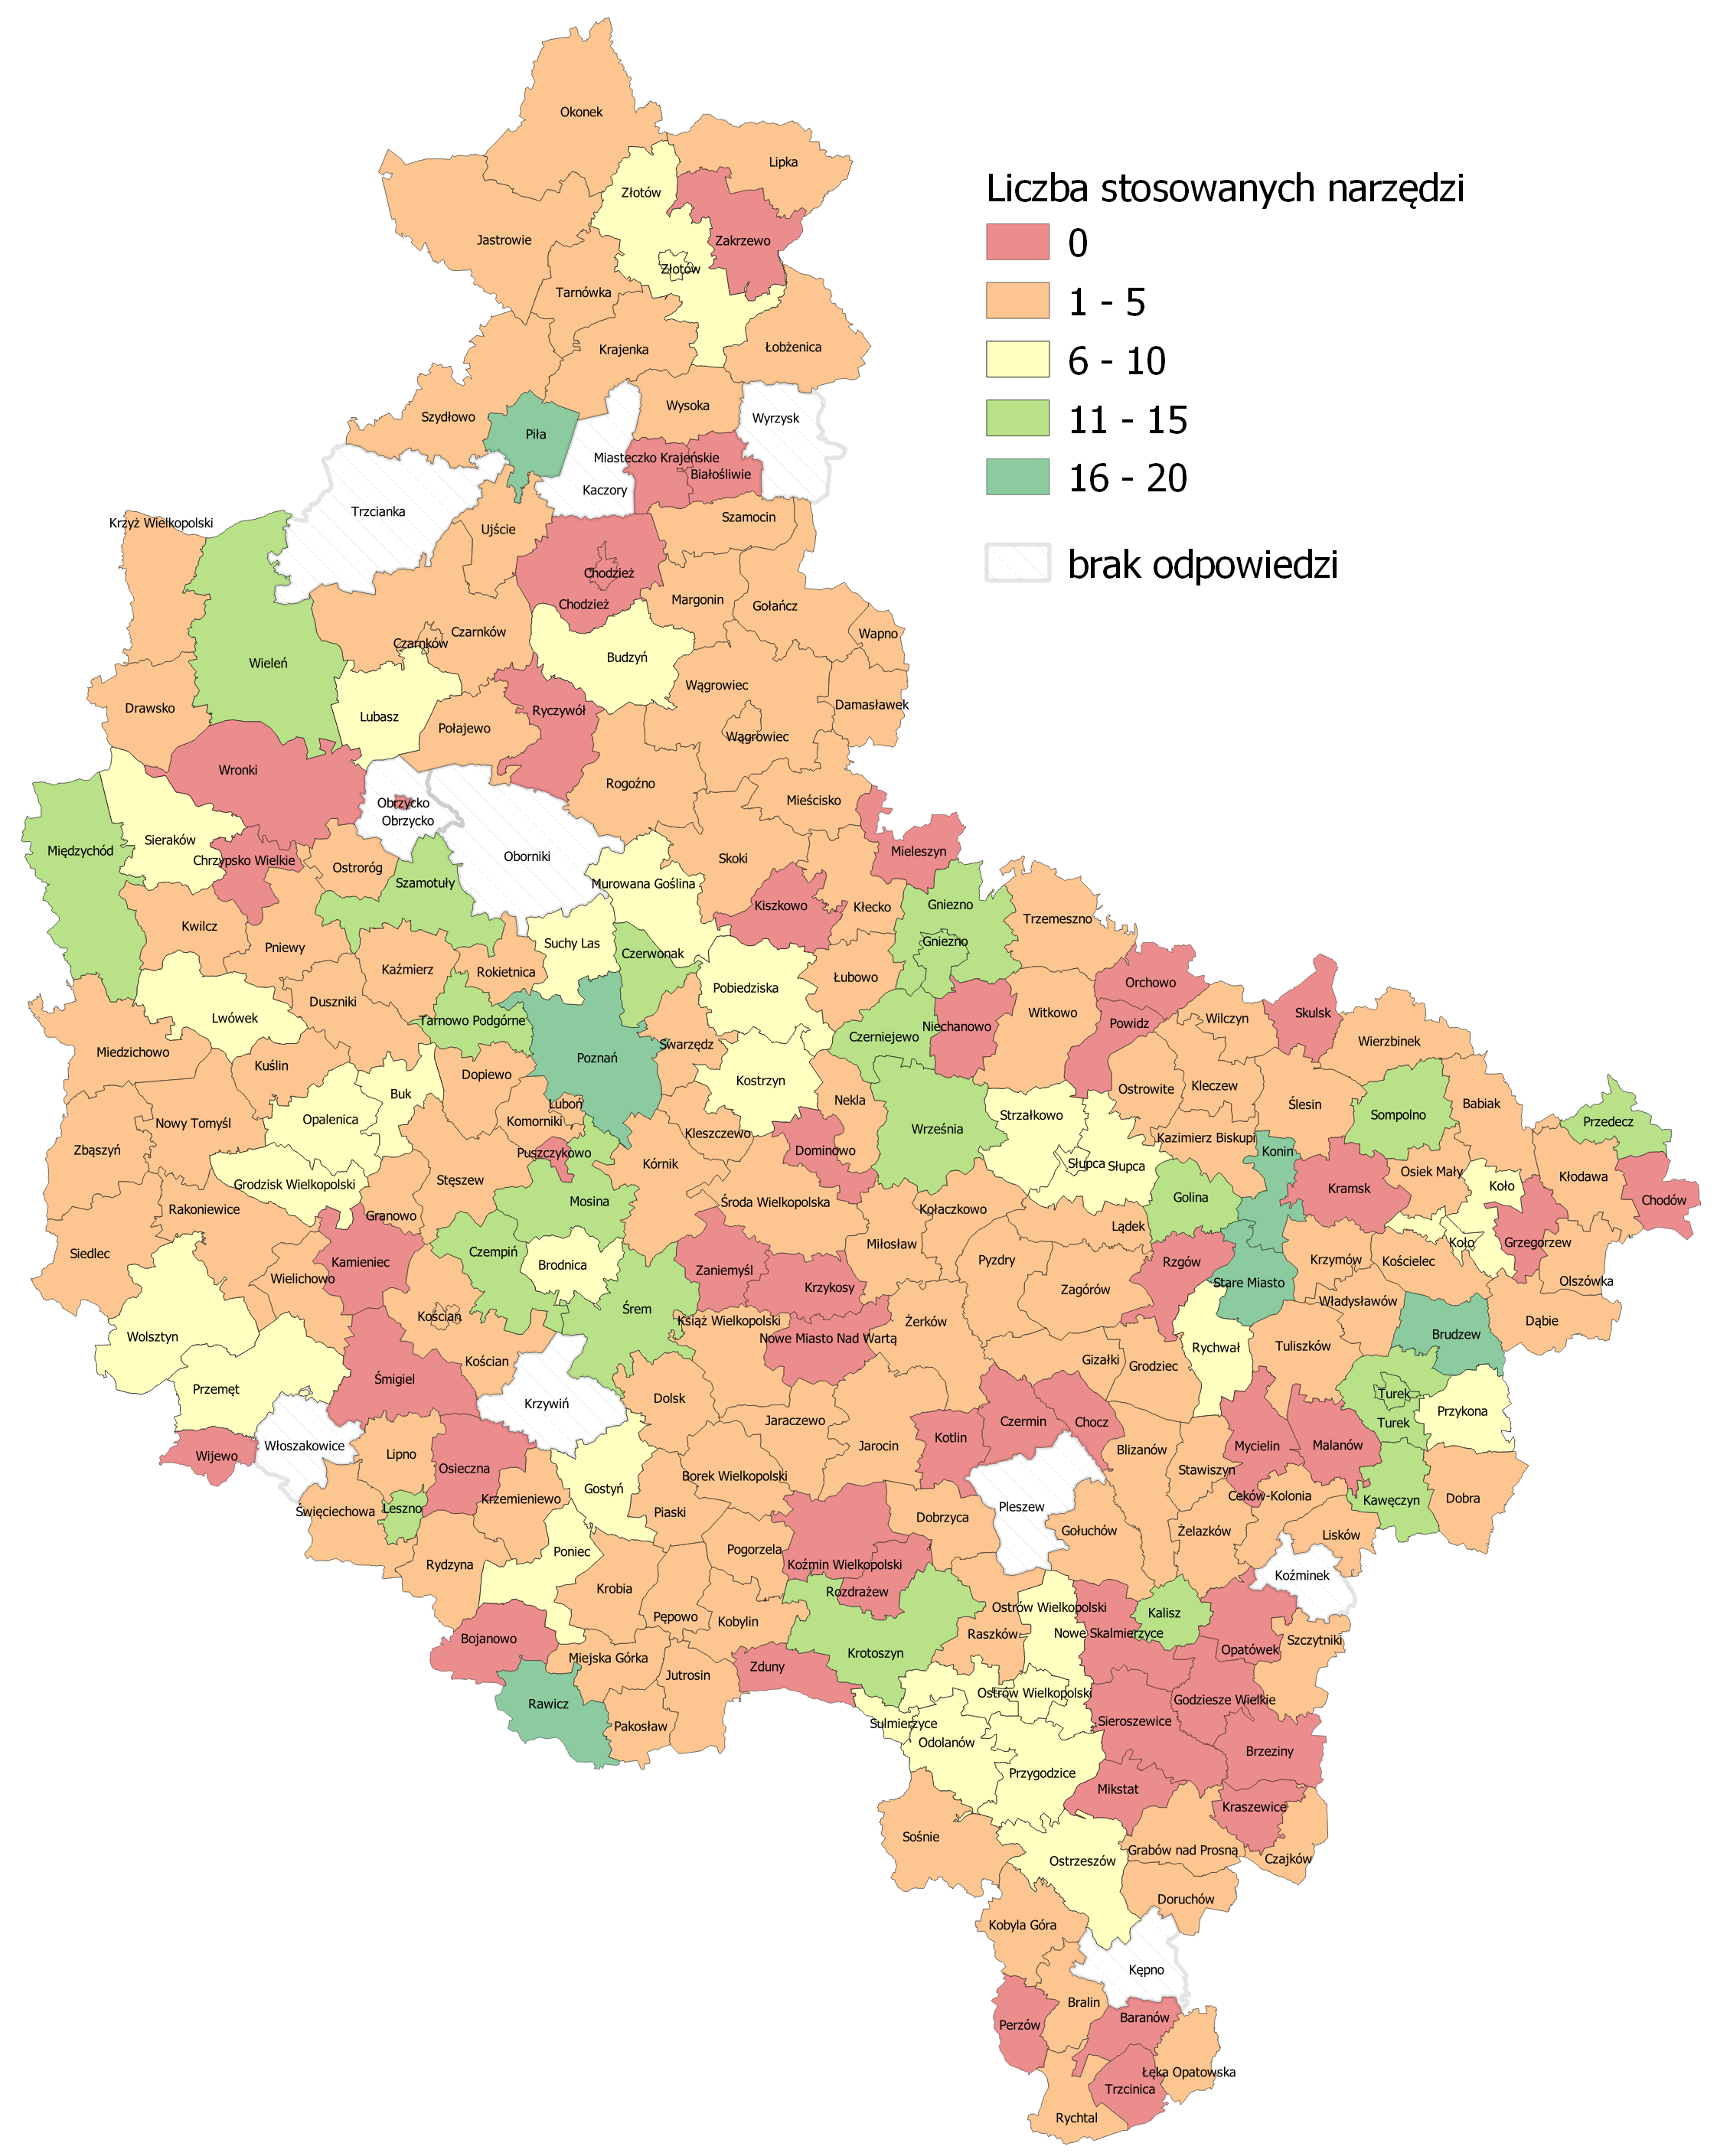 Okonek
Lipka
Złotów
Jastrowie
Zakrzewo
Złotów
Tarnówka
Krajenka
Łobżenica
Liczba stosowanych narzędzi
0
1 - 5
6 - 10
11 - 15
16 - 20
brak odpowiedzi
Wysoka
Szydłowo
Wyrzysk
Piła
Miasteczko Krajeńskie
Białośliwie
Kaczory
Trzcianka
Szamocin
Krzyż Wielkopolski
Ujście
Chodzież
Margonin
Chodzież
Gołańcz
Czarnków
Wapno
Czarnków
Budzyń
Wieleń
Wągrowiec
Damasławek
Drawsko
Ryczywół
Lubasz
Połajewo
Wągrowiec
Wronki
Rogoźno
Mieścisko
Obrzycko
Obrzycko
Sieraków
Międzychód
Mieleszyn
Chrzypsko Wielkie
Oborniki
Skoki
Ostroróg
Szamotuły
Murowana Goślina
Kiszkowo
Kłecko
Gniezno
Trzemeszno
Kwilcz
Pniewy
Suchy Las
Gniezno
Czerwonak
Kaźmierz
Rokietnica
Łubowo
Orchowo
Pobiedziska
Duszniki
Lwówek
Tarnowo Podgórne
Niechanowo
Witkowo
Powidz
Wilczyn
Skulsk
Czerniejewo
Wierzbinek
Swarzędz
Miedzichowo
Poznań
Kuślin
Dopiewo
Kostrzyn
Ostrowite
Kleczew
Buk
Nekla
Luboń
Ślesin
Babiak
Opalenica
Komorniki
Strzałkowo
Sompolno
Nowy Tomyśl
Września
Przedecz
Kleszczewo
Kazimierz Biskupi
Zbąszyń
Puszczykowo
Dominowo
Konin
Kórnik
Słupca
Słupca
Stęszew
Osiek Mały
Kłodawa
Grodzisk Wielkopolski
Kramsk
Koło
Golina
Mosina
Środa Wielkopolska
Chodów
Rakoniewice
Kołaczkowo
Granowo
Lądek
Miłosław
Koło
Grzegorzew
Siedlec
Czempiń
Pyzdry
Rzgów
Krzymów
Kościelec
Kamieniec
Brodnica
Zaniemyśl
Wielichowo
Stare Miasto
Olszówka
Krzykosy
Zagórów
Władysławów
Śrem
Kościan
Książ Wielkopolski
Żerków
Dąbie
Wolsztyn
Nowe Miasto Nad Wartą
Brudzew
Rychwał
Tuliszków
Kościan
Gizałki
Grodziec
Śmigiel
Przemęt
Turek
Dolsk
Krzywiń
Przykona
Jaraczewo
Czermin
Chocz
Turek
Kotlin
Włoszakowice
Jarocin
Mycielin
Malanów
Blizanów
Wijewo
Lipno
Osieczna
Borek Wielkopolski
Stawiszyn
Gostyń
Ceków-Kolonia
Krzemieniewo
Dobra
Kawęczyn
Leszno
Pleszew
Święciechowa
Piaski
Dobrzyca
Gołuchów
Żelazków
Lisków
Poniec
Pogorzela
Rydzyna
Koźmin Wielkopolski
Koźminek
Krobia
Rozdrażew
Ostrów Wielkopolski
Kalisz
Pępowo
Kobylin
Raszków
Nowe Skalmierzyce
Bojanowo
Szczytniki
Opatówek
Krotoszyn
Miejska Górka
Zduny
Jutrosin
Ostrów Wielkopolski
Rawicz
Godziesze Wielkie
Sulmierzyce
Sieroszewice
Pakosław
Odolanów
Brzeziny
Przygodzice
Mikstat
Kraszewice
Sośnie
Grabów nad Prosną
Ostrzeszów
Czajków
Doruchów
Kobyla Góra
Kępno
Bralin
Baranów
Perzów
Łęka Opatowska
Trzcinica
Rychtal